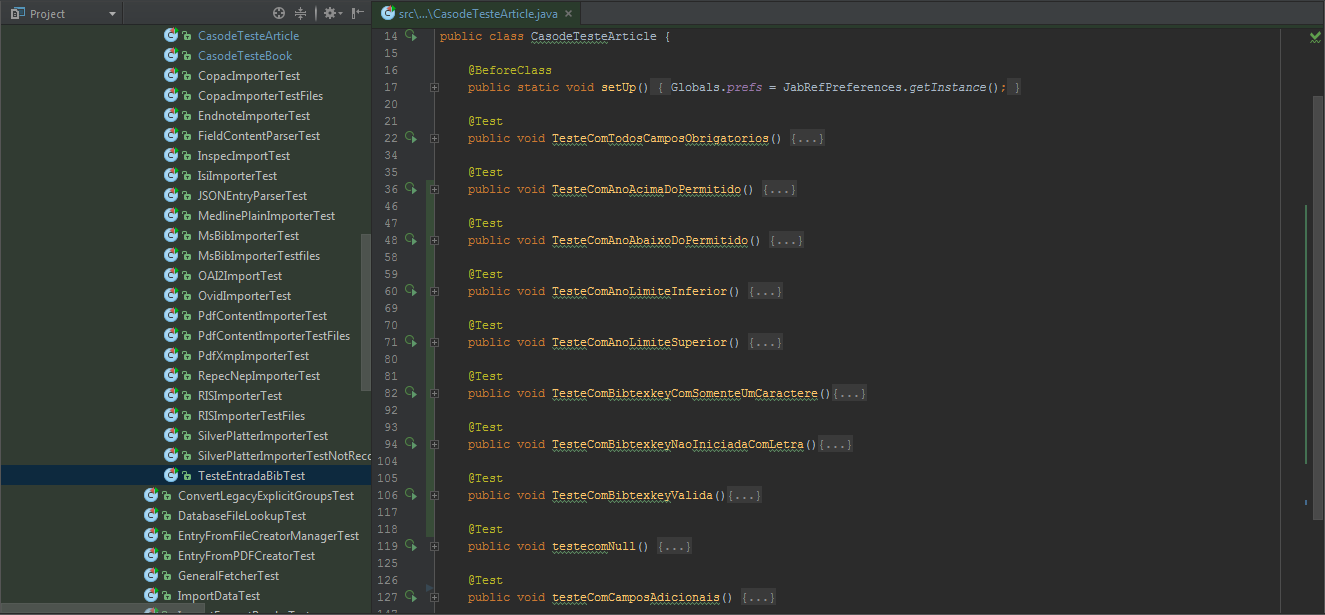 Project
CasodeTesteArticle
CasodeTesteBook
CopacImporterTest
CopacImporterTestFiles
EndnoteImporterTest
FieldContentParserTest
InspecImportTest
IsiImporterTest
JSONEntryParserTest
MedlinePlainImporterTest
MsBibImporterTest
MsBibImporterTestfiles
OAI2ImportTest
OvidImporterTest
PdfContentImporterTest
PdfContentImporterTestFiles
PdfXmpImporterTest
RepecNepImporterTest
RISImporterTest
RISImporterTestFiles
SilverPlatterImporterTest
SilverPlatterImporterTestNotReco
TesteEntradaBibTest
ConvertLegacyExplicitGroupsTest
DatabaseFileLookupTest
EntryFromFileCreatorManagerTest
EntryFromPDFCreatorTest
GeneralFetcherTest
ImportDataTest
src\...\CasodeTesteArticle.java
14 public class CasodeTesteArticle {
15
16 @BeforeClass
17 public static void setUp() { Globals.prefs = JabRefPreferences.getInstance(); }
20
21 @Test
22 public void TesteComTodosCamposObrigatorios() {...}
34
35 @Test
36 public void TesteComAnoAcimaDoPermitido() {...}
46
47 @Test
48 public void TesteComAnoAbaixoDoPermitido() {...}
58
59 @Test
60 public void TesteComAnoLimiteInferior() {...}
69
70 @Test
71 public void TesteComAnoLimiteSuperior() {...}
80
81 @Test
82 public void TesteComBibtexkeyComSomenteUmCaractere(){...}
92
93 @Test
94 public void TesteComBibtexkeyNaoIniciadaComLetra(){...}
104
105 @Test
106 public void TesteComBibtexkeyValida(){...}
117
118 @Test
119 public void testecomNull() {...}
125
126 @Test
127 public void testeComCamposAdicionais() {...}